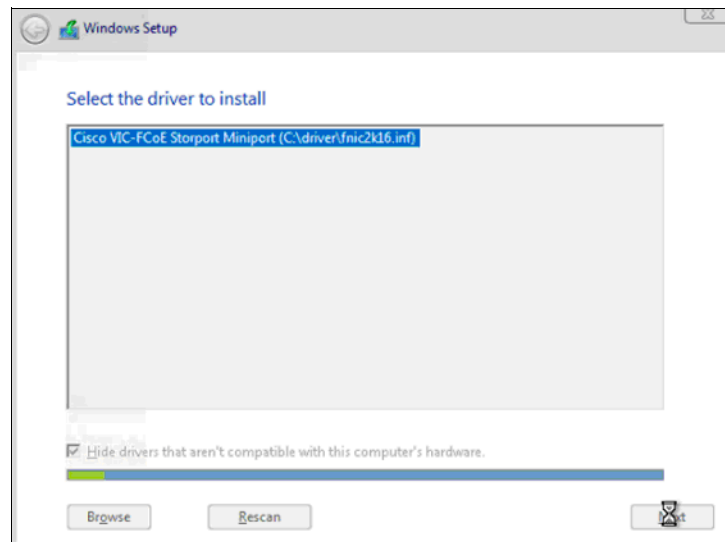 Windows Setup
Select the driver to install
Cisco VIC-FCoE Storport Miniport (C:\driver\fnic2k16.inf)
Hide drivers that aren't compatible with this computer's hardware.
Browse
Rescan